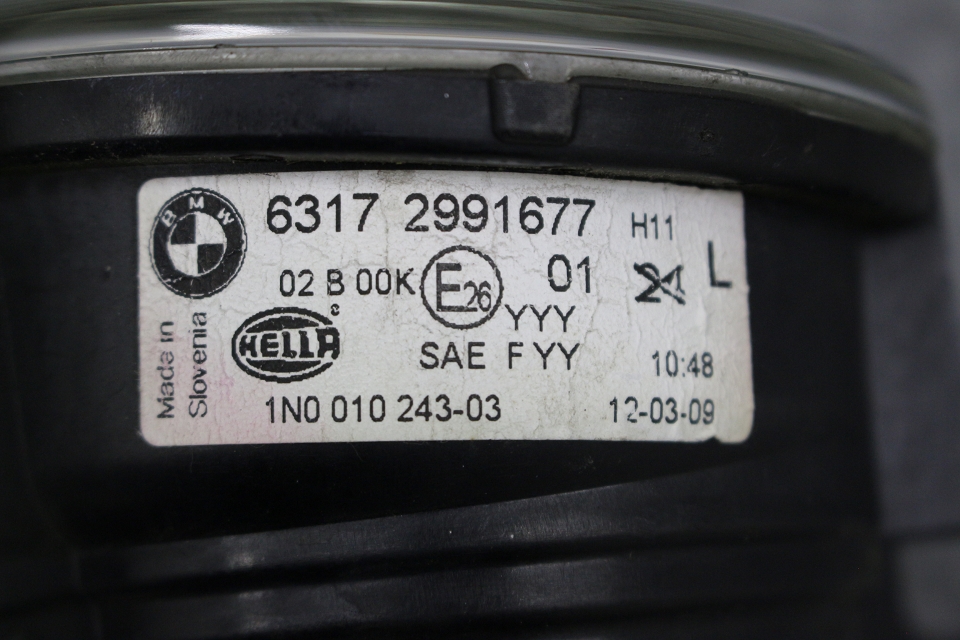 BMW
6317 2991677 H11
02 B 00K E26 01 L
YYY
HELLA
SAE F YY 10:48
1N0 010 243-03 12-03-09
Made in
Slovenia